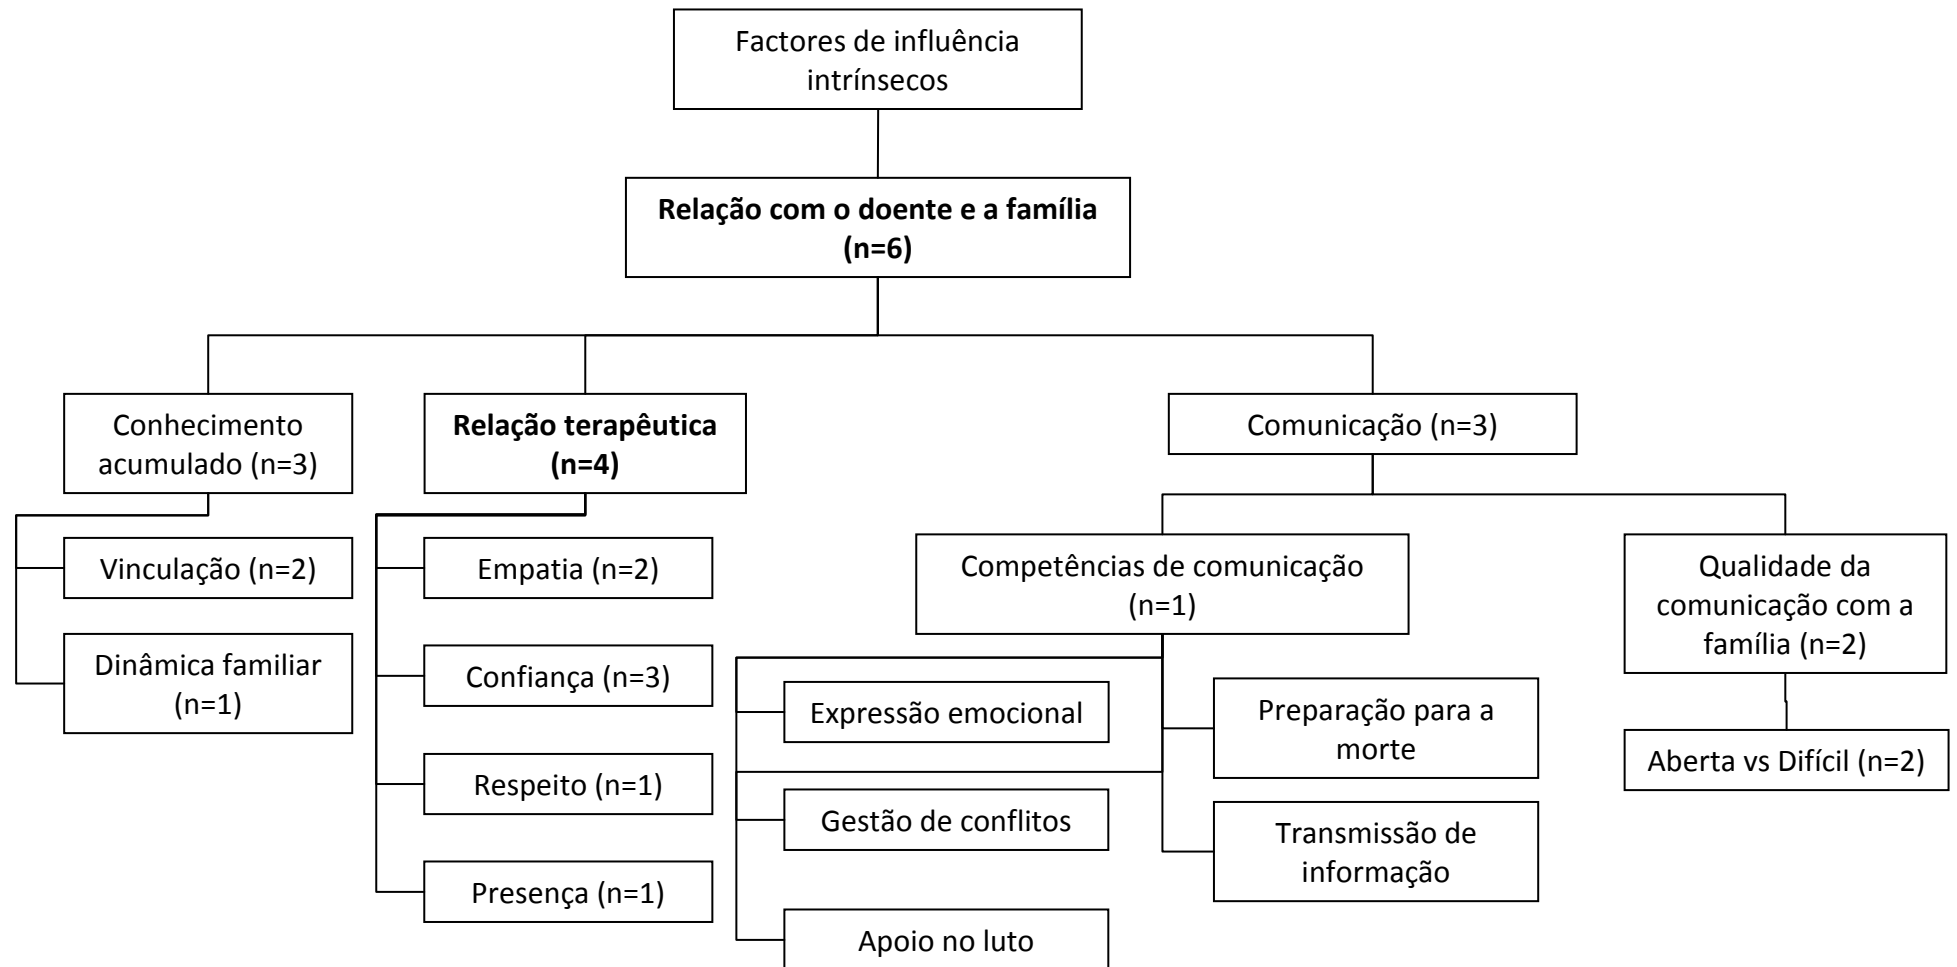 Factores de influência
intrínsecos
Relação com o doente e a família
(n=6)
Conhecimento
acumulado (n=3)
Vinculação (n=2)
Dinâmica familiar
(n=1)
Relação terapêutica
(n=4)
Empatia (n=2)
Confiança (n=3)
Respeito (n=1)
Presença (n=1)
Comunicação (n=3)
Competências de comunicação
(n=1)
Expressão emocional
Gestão de conflitos
Apoio no luto
Preparação para a
morte
Transmissão de
informação
Qualidade da
comunicação com a
família (n=2)
Aberta vs Difícil (n=2)